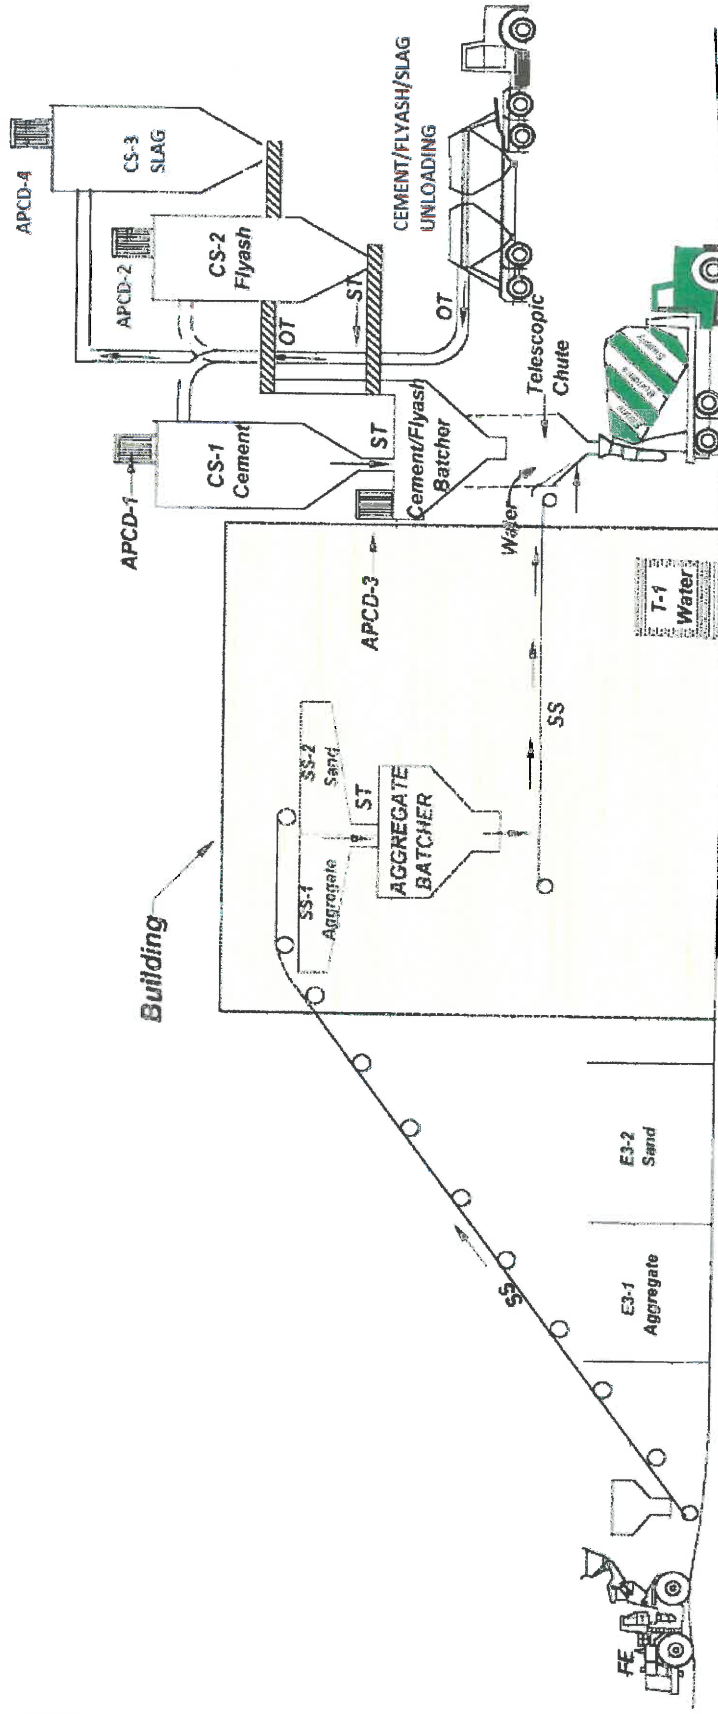 APCD-4
CS-3
SLAG
APCD-2
CS-2
Flyash
CEMENT/FLYASH/SLAG
UNLOADING
OT
ST
OT
APCD-1
CS-1
Cement
ST
Cement/Flyash
Batcher
Telescopic
Chute
Water
APCD-3
T-1
Water
Building
SS-2
Sand
SS-1
Aggregate
ST
AGGREGATE
BATCHER
SS
SS
E3-2
Sand
E3-1
Aggregate
FE